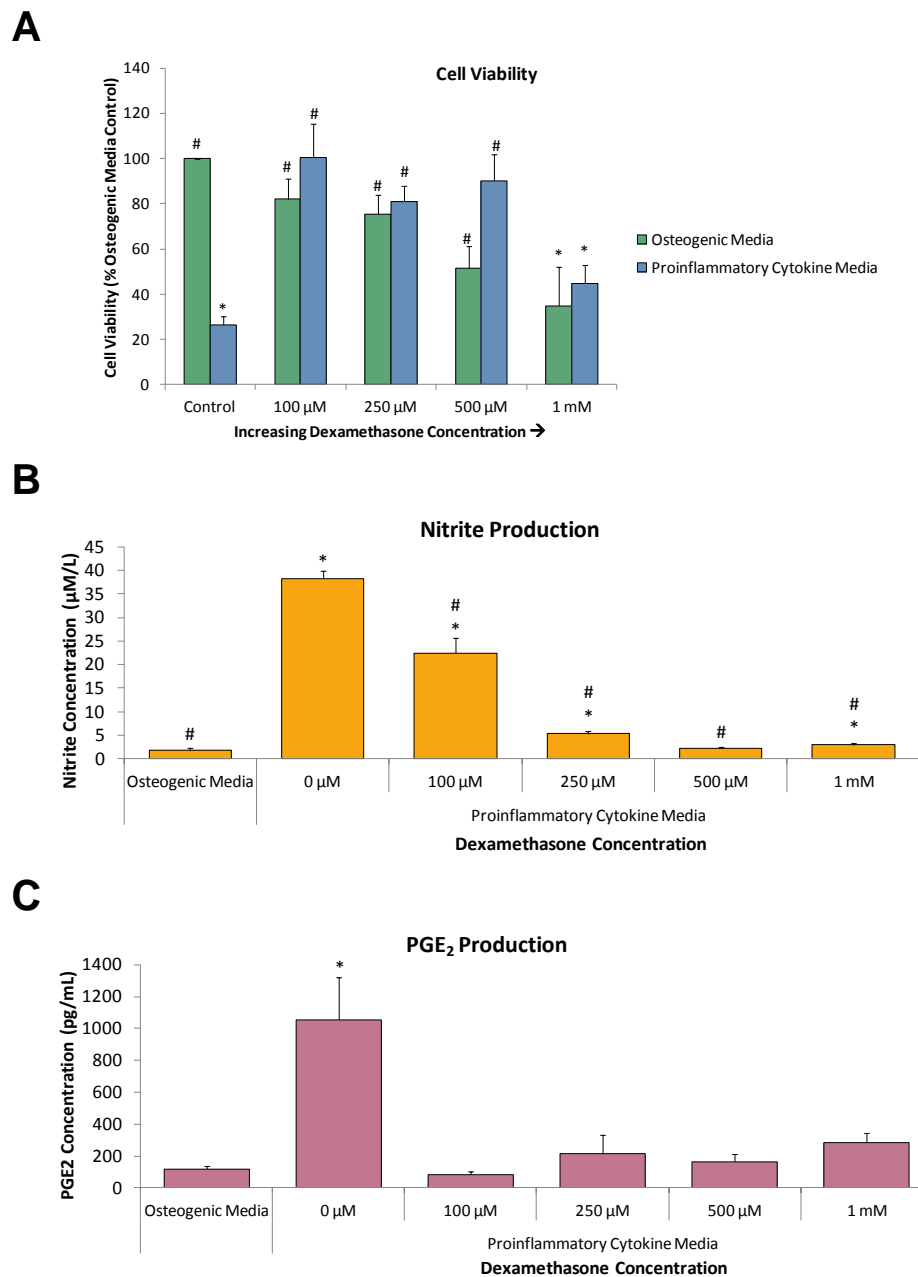 A
Cell Viability
Cell Viability (% Osteogenic Media Control)
140
120
100
80
60
40
20
0
#
*
#
#
#
#
#
#
*
*
Osteogenic Media
Proinflammatory Cytokine Media
Control
100 µM
250 µM
500 µM
1 mM
Increasing Dexamethasone Concentration →
B
Nitrite Production
Nitrite Concentration (µM/L)
45
40
35
30
25
20
15
10
5
0
#
*
#
*
#
*
#
#
*
Osteogenic Media
0 µM
100 µM
250 µM
500 µM
1 mM
Proinflammatory Cytokine Media
Dexamethasone Concentration
C
PGE₂ Production
PGE2 Concentration (pg/mL)
1400
1200
1000
800
600
400
200
0
*
Osteogenic Media
0 µM
100 µM
250 µM
500 µM
1 mM
Proinflammatory Cytokine Media
Dexamethasone Concentration